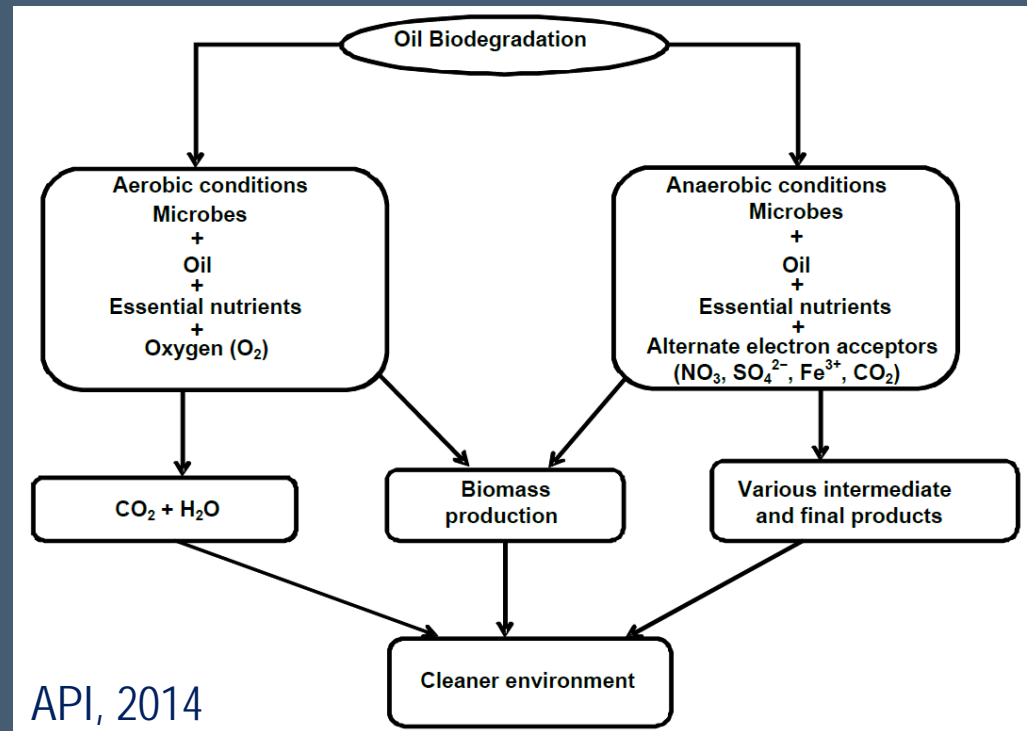 Oil Biodegradation
Aerobic conditions
Microbes
+
Oil
+
Essential nutrients
+
Oxygen (O₂)
Anaerobic conditions
Microbes
+
Oil
+
Essential nutrients
+
Alternate electron acceptors
(NO₃, SO₄²⁻, Fe³⁺, CO₂)
CO₂ + H₂O
Biomass
production
Various intermediate
and final products
Cleaner environment
API, 2014